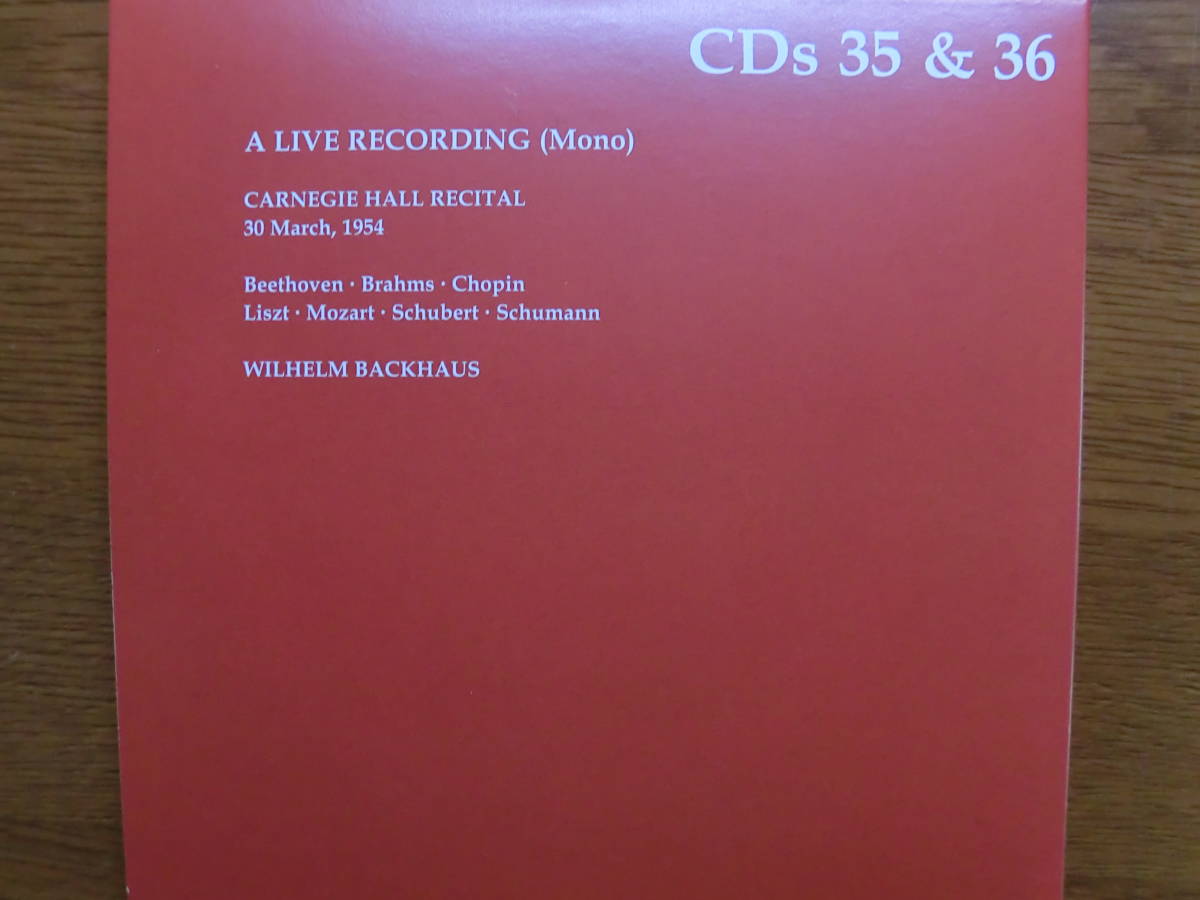 CDs 35 & 36
A LIVE RECORDING (Mono)
CARNEGIE HALL RECITAL
30 March, 1954
Beethoven · Brahms · Chopin
Liszt · Mozart · Schubert · Schumann
WILHELM BACKHAUS